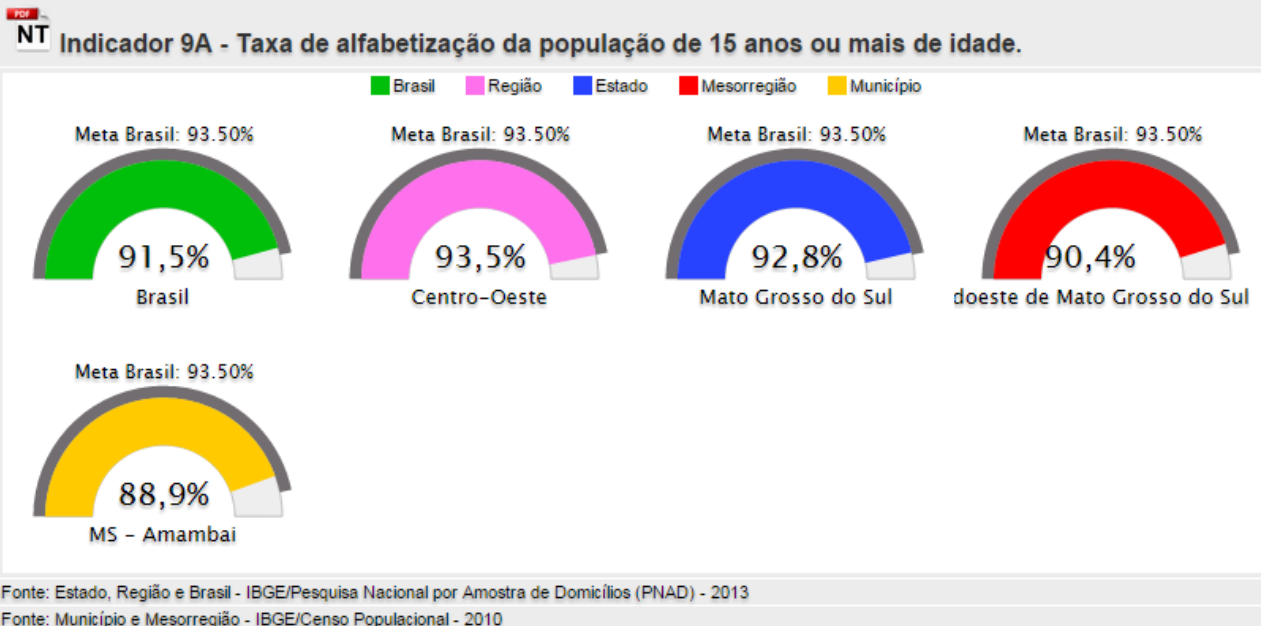 PDF
NT
Indicador 9A - Taxa de alfabetização da população de 15 anos ou mais de idade.
Brasil Região Estado Mesorregião Município
Meta Brasil: 93.50% Meta Brasil: 93.50% Meta Brasil: 93.50% Meta Brasil: 93.50%
91,5% 93,5% 92,8% 90,4%
Brasil Centro-Oeste Mato Grosso do Sul doeste de Mato Grosso do Sul
Meta Brasil: 93.50%
88,9%
MS - Amambai
Fonte: Estado, Região e Brasil - IBGE/Pesquisa Nacional por Amostra de Domicílios (PNAD) - 2013
Fonte: Município e Mesorregião - IBGE/Censo Populacional - 2010